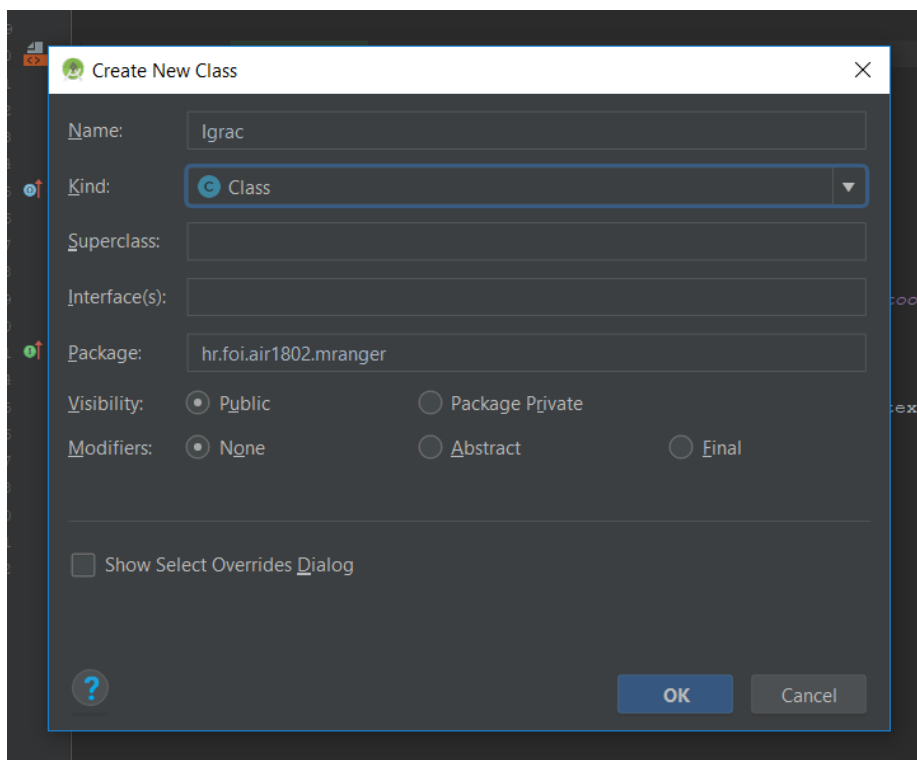 Create New Class
Name: Igrac
Kind: C Class
Superclass:
Interface(s):
Package: hr.foi.air1802.mranger
Visibility: Public Package Private
Modifiers: None Abstract Final
Show Select Overrides Dialog
? OK Cancel